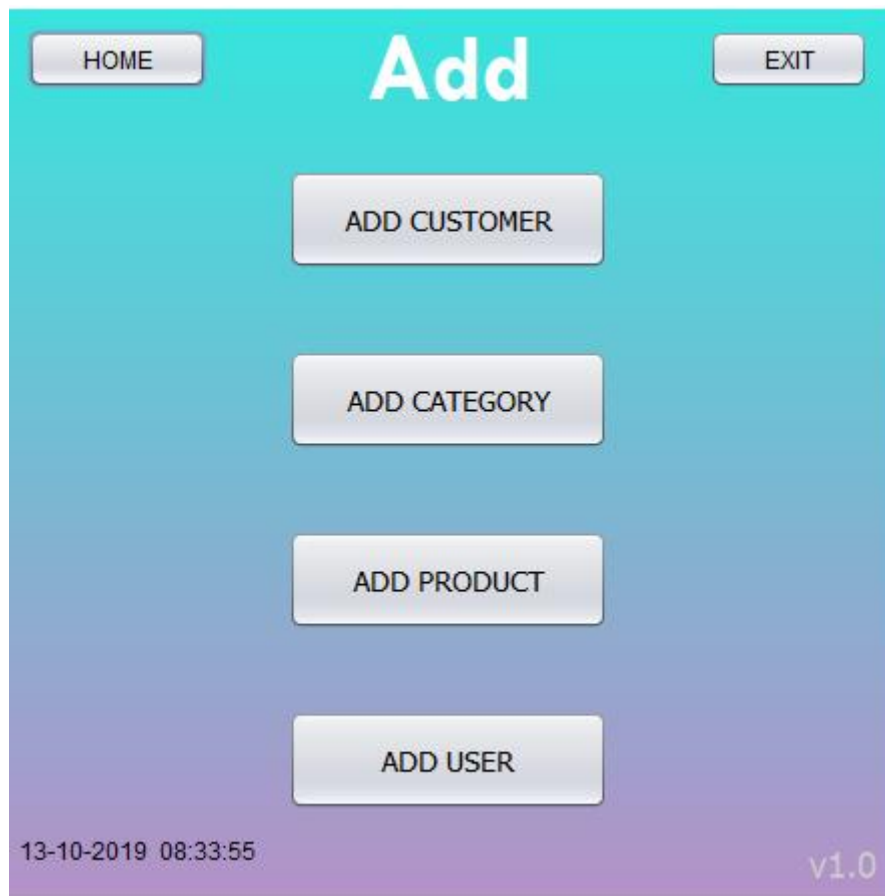 HOME
Add
EXIT
ADD CUSTOMER
ADD CATEGORY
ADD PRODUCT
ADD USER
13-10-2019 08:33:55
v1.0